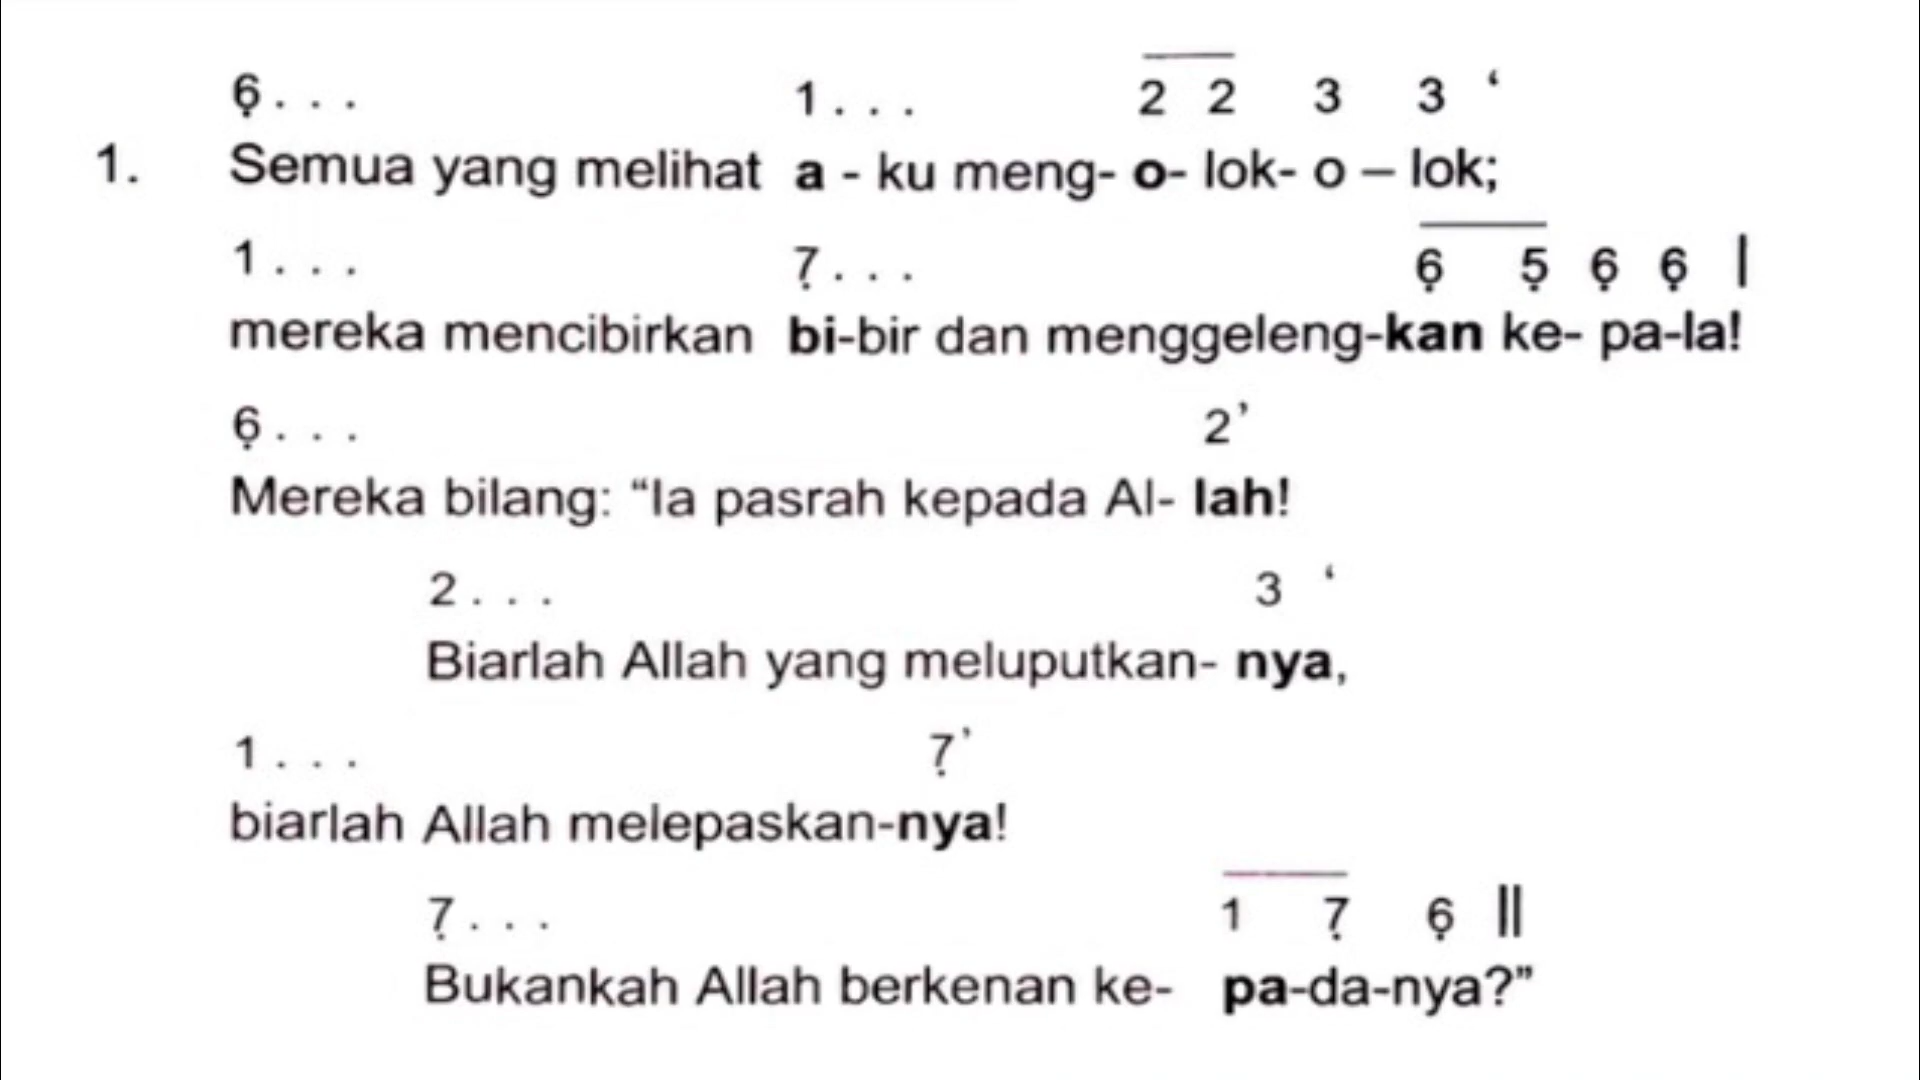 6̣ . . . 1 . . . 2 2 3 3 ‘
1. Semua yang melihat a - ku meng- o- lok- o – lok;
1 . . . 7̣ . . . 6̣ 5̣ 6̣ 6̣ |
mereka mencibirkan bi-bir dan menggeleng-kan ke- pa-la!
6̣ . . . 2 ’
Mereka bilang: “Ia pasrah kepada Al- lah!
2 . . . 3 ‘
Biarlah Allah yang meluputkan- nya,
1 . . . 7̣ ’
biarlah Allah melepaskan-nya!
7̣ . . . 1 7̣ 6̣ ||
Bukankah Allah berkenan ke- pa-da-nya?”